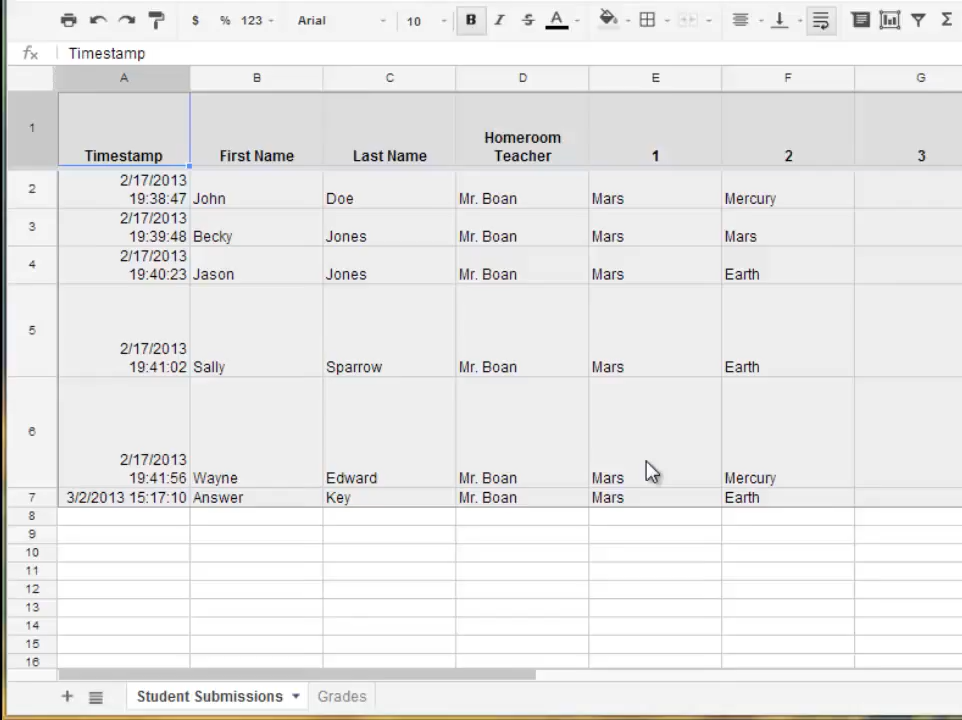 $ % 123 Arial 10 B I S A Σ
fx Timestamp
A B C D E F G
1 Timestamp First Name Last Name Homeroom Teacher 1 2 3
2 2/17/2013 19:38:47 John Doe Mr. Boan Mars Mercury
3 2/17/2013 19:39:48 Becky Jones Mr. Boan Mars Mars
4 2/17/2013 19:40:23 Jason Jones Mr. Boan Mars Earth
5 2/17/2013 19:41:02 Sally Sparrow Mr. Boan Mars Earth
6 2/17/2013 19:41:56 Wayne Edward Mr. Boan Mars Mercury
7 3/2/2013 15:17:10 Answer Key Mr. Boan Mars Earth
8
9
10
11
12
13
14
15
16
+ Student Submissions Grades